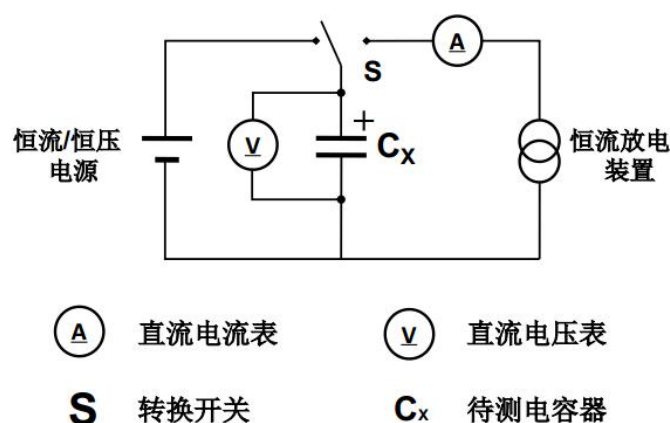 A
S
恒流/恒压
电源
V
+
Cx
恒流放电
装置
A 直流电流表
V 直流电压表
S 转换开关
Cx 待测电容器